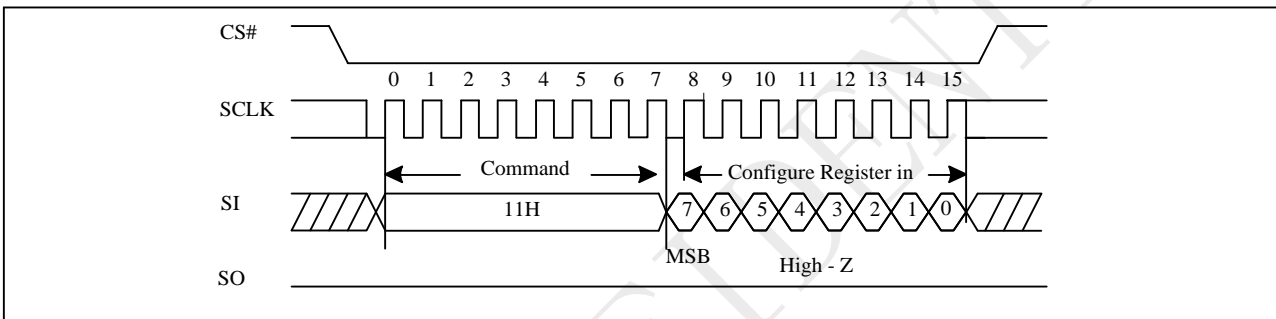 CS#
0 1 2 3 4 5 6 7 8 9 10 11 12 13 14 15
SCLK
Command
Configure Register in
SI
11H
7 6 5 4 3 2 1 0
MSB
High - Z
SO